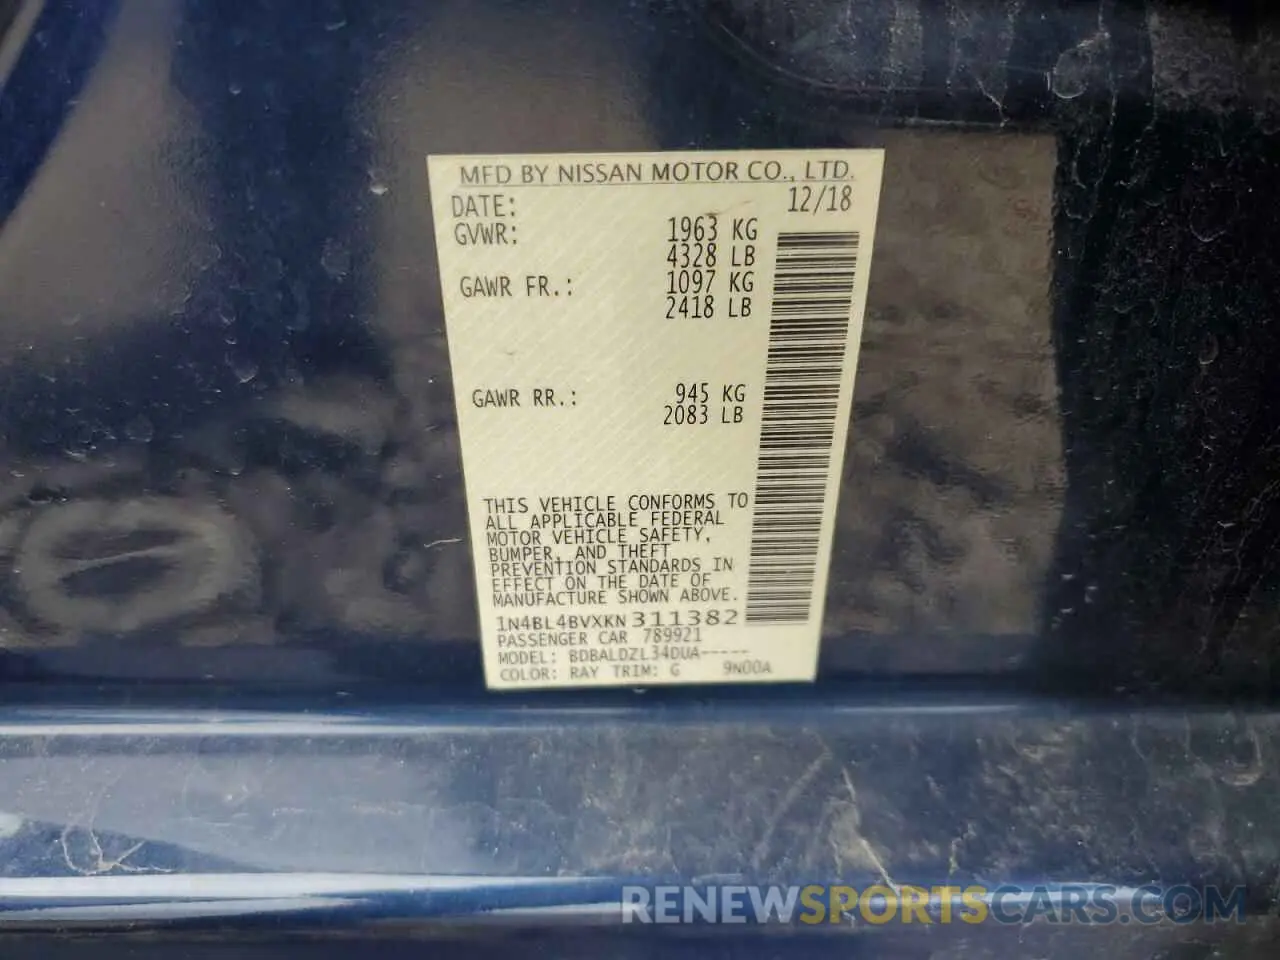 MFD BY NISSAN MOTOR CO., LTD.
DATE: 12/18
GVWR: 1963 KG
4328 LB
GAWR FR.: 1097 KG
2418 LB
GAWR RR.: 945 KG
2083 LB
THIS VEHICLE CONFORMS TO
ALL APPLICABLE FEDERAL
MOTOR VEHICLE SAFETY,
BUMPER, AND THEFT
PREVENTION STANDARDS IN
EFFECT ON THE DATE OF
MANUFACTURE SHOWN ABOVE.
1N4BL4BVXKN311382
PASSENGER CAR 789921
MODEL: BDBALDZL34DUA-----
COLOR: RAY TRIM: G 9N00A
RENEWSPORTSCARS.COM